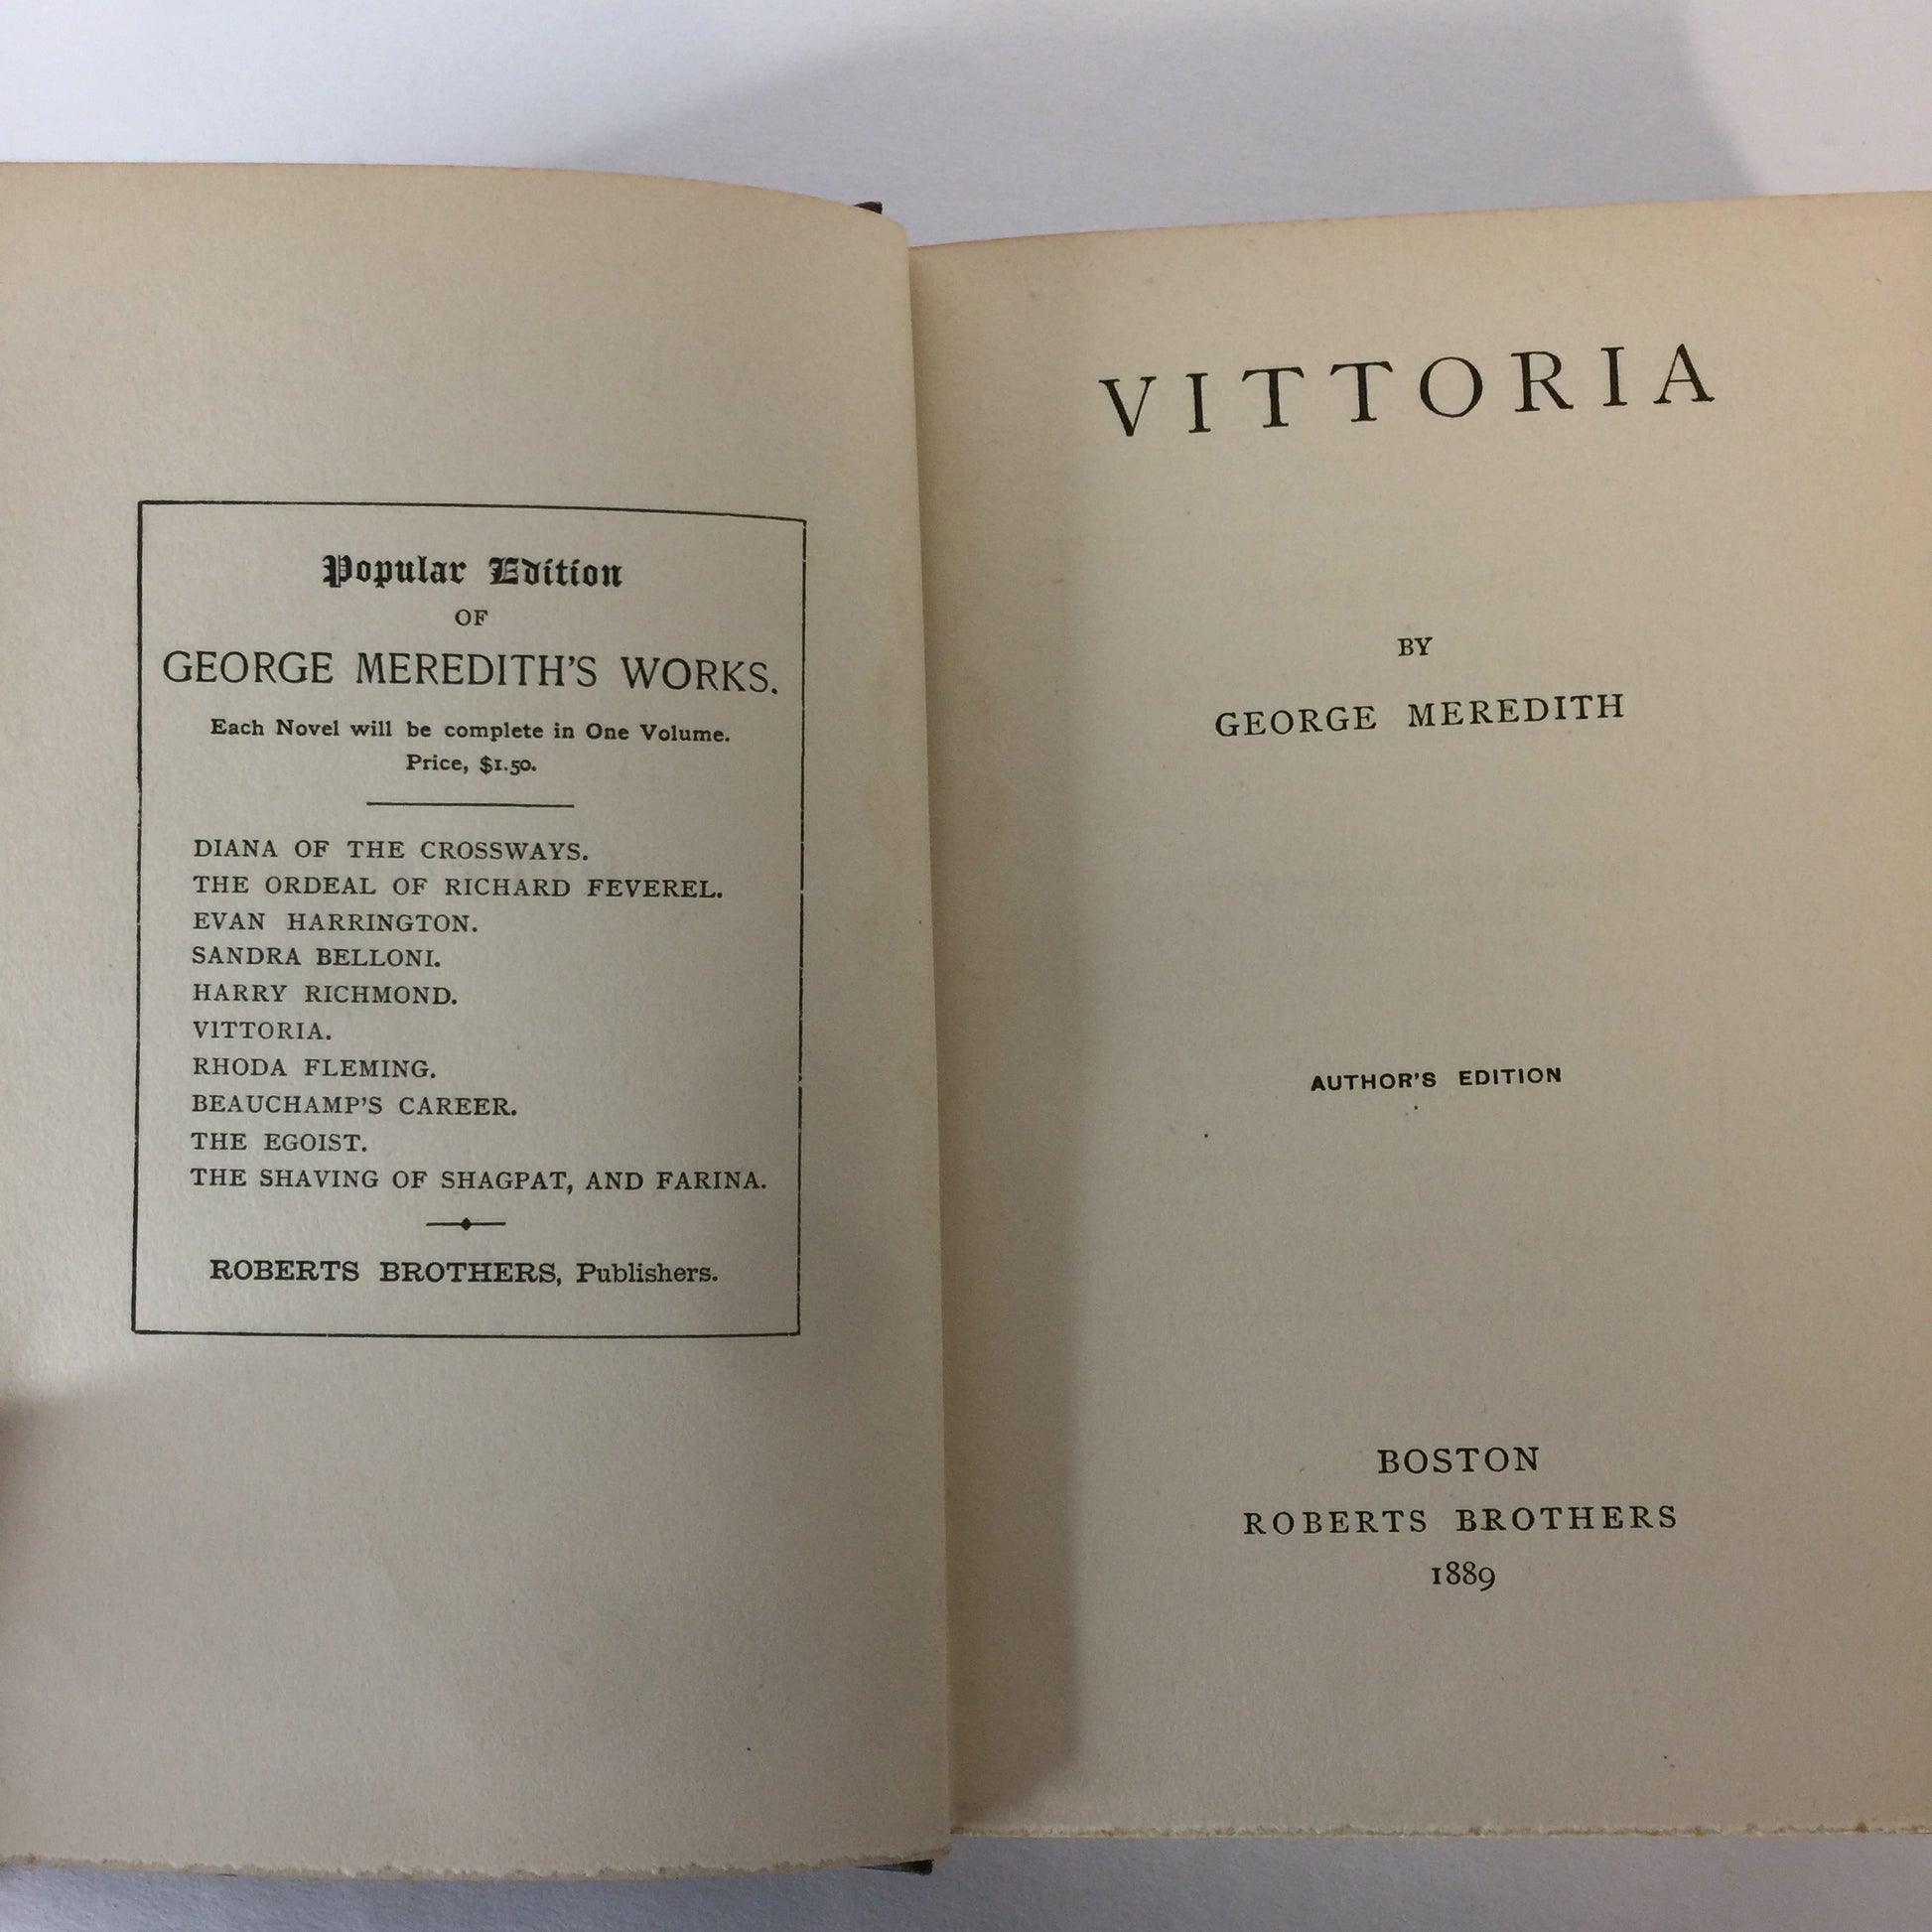 Popular Edition
OF
GEORGE MEREDITH'S WORKS.
Each Novel will be complete in One Volume.
Price, $1.50.
DIANA OF THE CROSSWAYS.
THE ORDEAL OF RICHARD FEVEREL.
EVAN HARRINGTON.
SANDRA BELLONI.
HARRY RICHMOND.
VITTORIA.
RHODA FLEMING.
BEAUCHAMP'S CAREER.
THE EGOIST.
THE SHAVING OF SHAGPAT, AND FARINA.
ROBERTS BROTHERS, Publishers.
VITTORIA
BY
GEORGE MEREDITH
AUTHOR'S EDITION
BOSTON
ROBERTS BROTHERS
1889